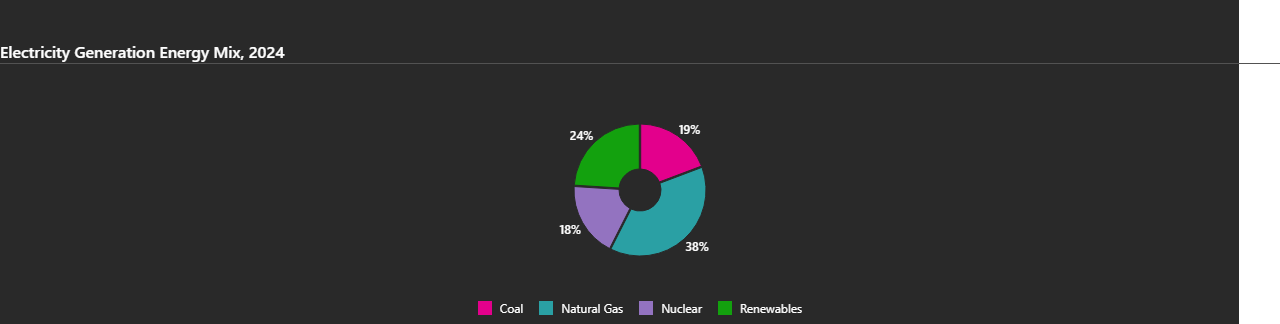 Electricity Generation Energy Mix, 2024
24%
19%
18%
38%
Coal Natural Gas Nuclear Renewables